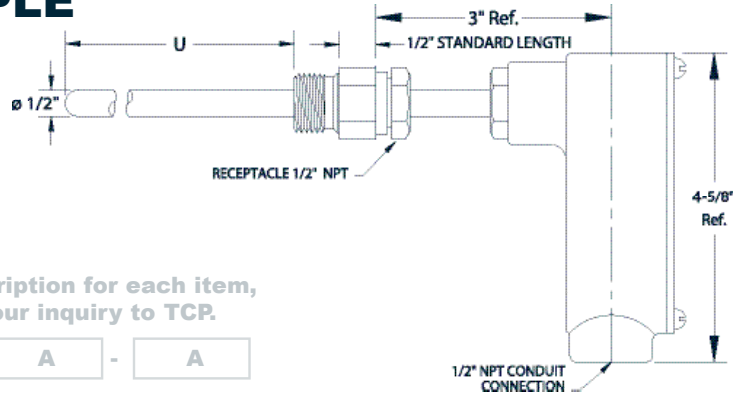 PLE
3" Ref.
U
1/2" STANDARD LENGTH
ø 1/2"
RECEPTACLE 1/2" NPT
4-5/8"
Ref.
ription for each item,
our inquiry to TCP.
A - A
1/2" NPT CONDUIT
CONNECTION